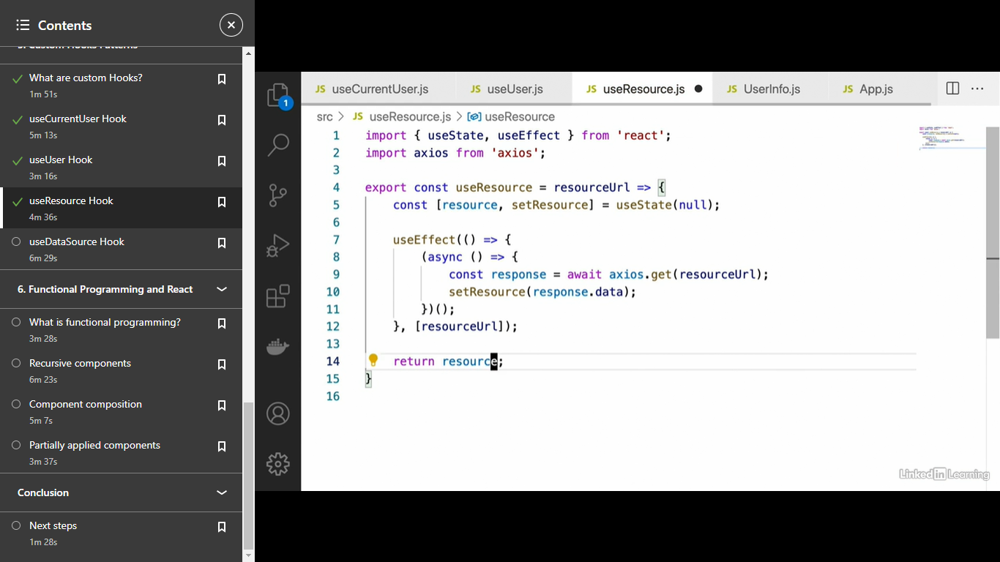 Contents
5. Custom Hooks Patterns
What are custom Hooks?
1m 51s
useCurrentUser Hook
5m 13s
useUser Hook
3m 16s
useResource Hook
4m 36s
useDataSource Hook
6m 29s
6. Functional Programming and React
What is functional programming?
3m 28s
Recursive components
6m 23s
Component composition
5m 7s
Partially applied components
3m 37s
Conclusion
Next steps
1m 28s
1
JS useCurrentUser.js JS useUser.js JS useResource.js JS UserInfo.js JS App.js
src > JS useResource.js > useResource
1 import { useState, useEffect } from 'react';
2 import axios from 'axios';
3
4 export const useResource = resourceUrl => {
5 const [resource, setResource] = useState(null);
6
7 useEffect(() => {
8 (async () => {
9 const response = await axios.get(resourceUrl);
10 setResource(response.data);
11 })();
12 }, [resourceUrl]);
13
14 return resource;
15 }
16
LinkedIn Learning